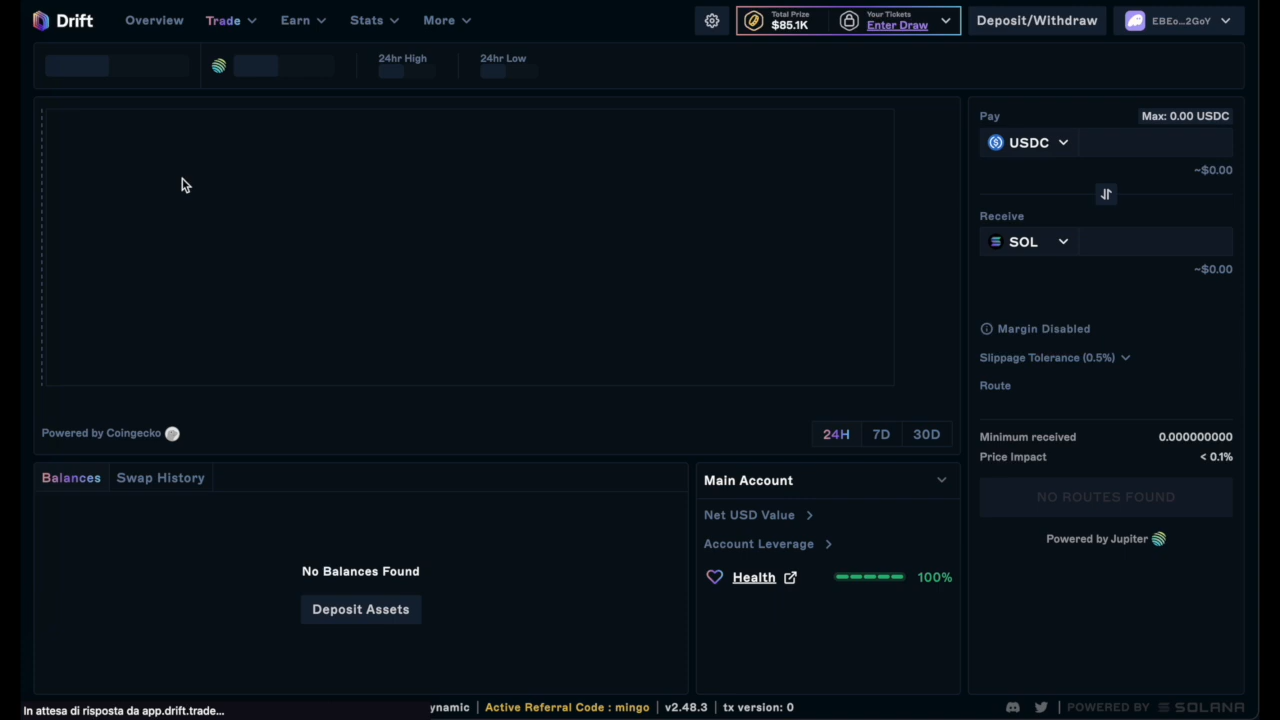 Drift Overview Trade Earn Stats More Total Prize $85.1K Your Tickets Enter Draw Deposit/Withdraw EBEo...2GoY
24hr High 24hr Low
Pay Max: 0.00 USDC
USDC
~$0.00
Receive
SOL
~$0.00
Margin Disabled
Slippage Tolerance (0.5%)
Route
Minimum received 0.000000000
Price Impact < 0.1%
NO ROUTES FOUND
Powered by Jupiter
Powered by Coingecko 24H 7D 30D
Balances Swap History
No Balances Found
Deposit Assets
Main Account
Net USD Value
Account Leverage
Health 100%
In attesa di risposta da app.drift.trade... ynamic | Active Referral Code : mingo | v2.48.3 | tx version: 0 | POWERED BY SOLANA